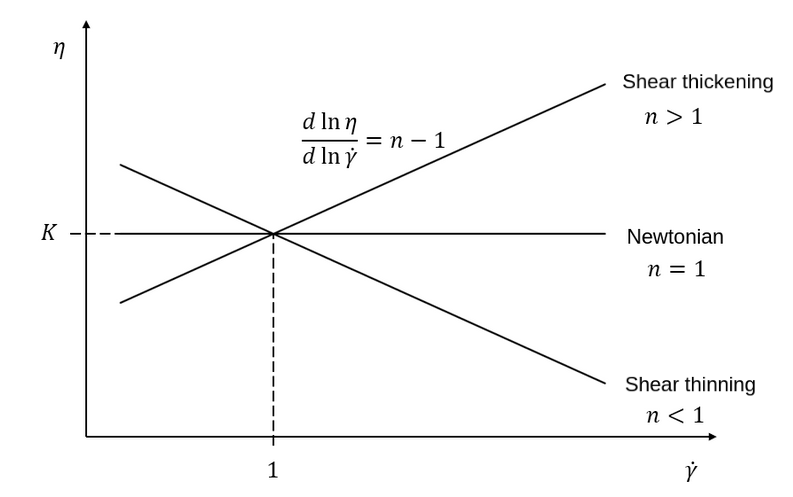 η
Shear thickening
n > 1
d ln η
d ln γ̇
= n − 1
K
Newtonian
n = 1
Shear thinning
n < 1
1
γ̇